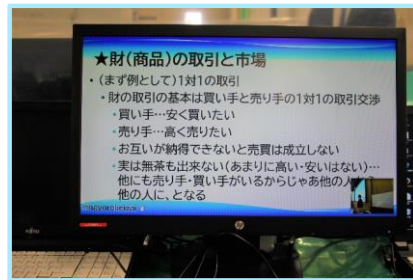 ★財(商品)の取引と市場
・(まず例として)1対1の取引
・財の取引の基本は買い手と売り手の1対1の取引交渉
・買い手…安く買いたい
・売り手…高く売りたい
・お互いが納得できないと売買は成立しない
・実は無茶も出来ない(あまりに高い・安いはない)…
他にも売り手・買い手がいるからじゃあ他の人
他の人に、となる
FUJITSU
hp